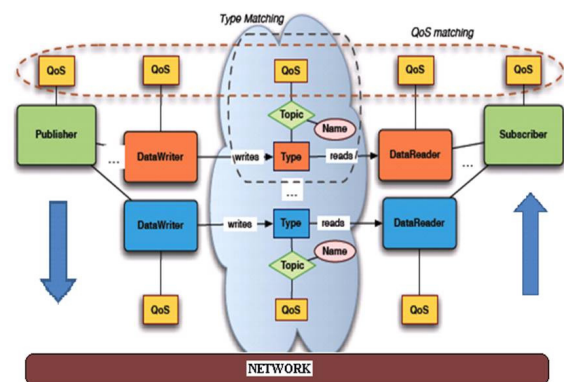 Type Matching
QoS matching
QoS
QoS
QoS
QoS
QoS
Publisher
Topic
Name
Subscriber
...
DataWriter
writes
Type
reads
DataReader
...
...
DataWriter
writes
Type
reads
DataReader
Name
Topic
QoS
QoS
QoS
NETWORK